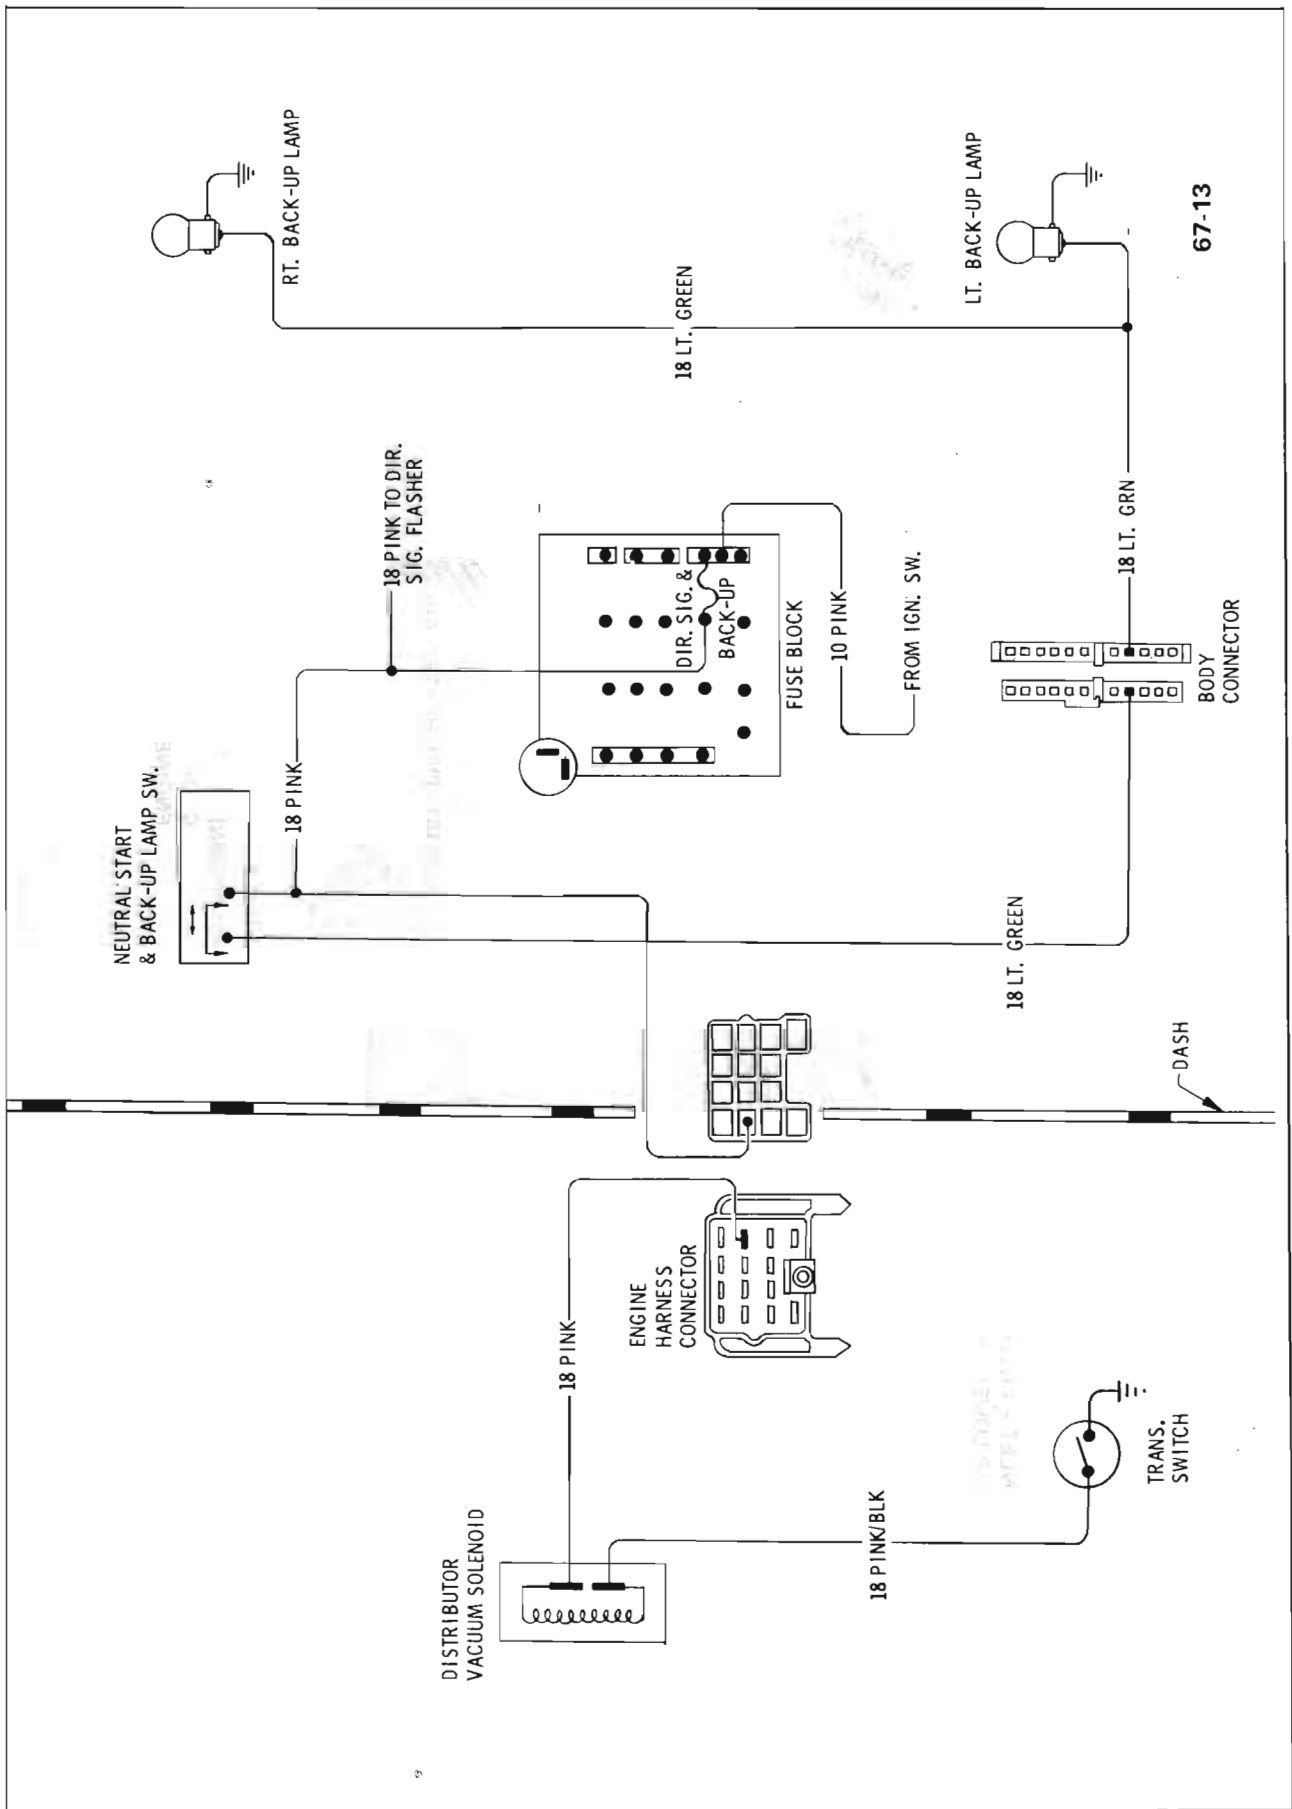 RT. BACK-UP LAMP
LT. BACK-UP LAMP
67-13
18 LT. GREEN
18 PINK TO DIR.
SIG. FLASHER
DIR. SIG. &
BACK-UP
FUSE BLOCK
10 PINK
FROM IGN. SW.
18 LT. GRN
BODY
CONNECTOR
NEUTRAL START
& BACK-UP LAMP SW.
18 PINK
18 LT. GREEN
DASH
ENGINE
HARNESS
CONNECTOR
18 PINK
DISTRIBUTOR
VACUUM SOLENOID
18 PINK/BLK
TRANS.
SWITCH